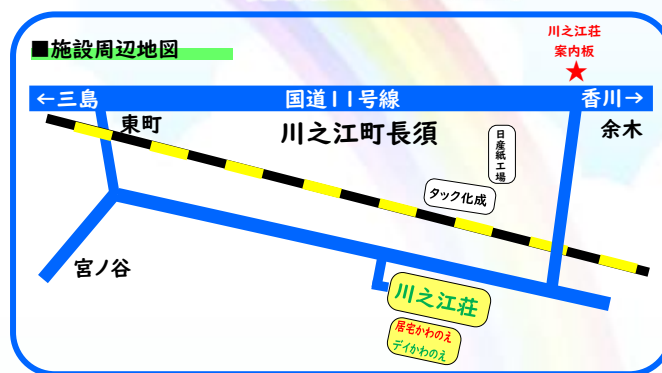 ■施設周辺地図
川之江荘
案内板
★
←三島
国道11号線
香川→
東町
川之江町長須
余木
日産紙工場
タック化成
宮ノ谷
川之江荘
居宅かわのえ
デイかわのえ